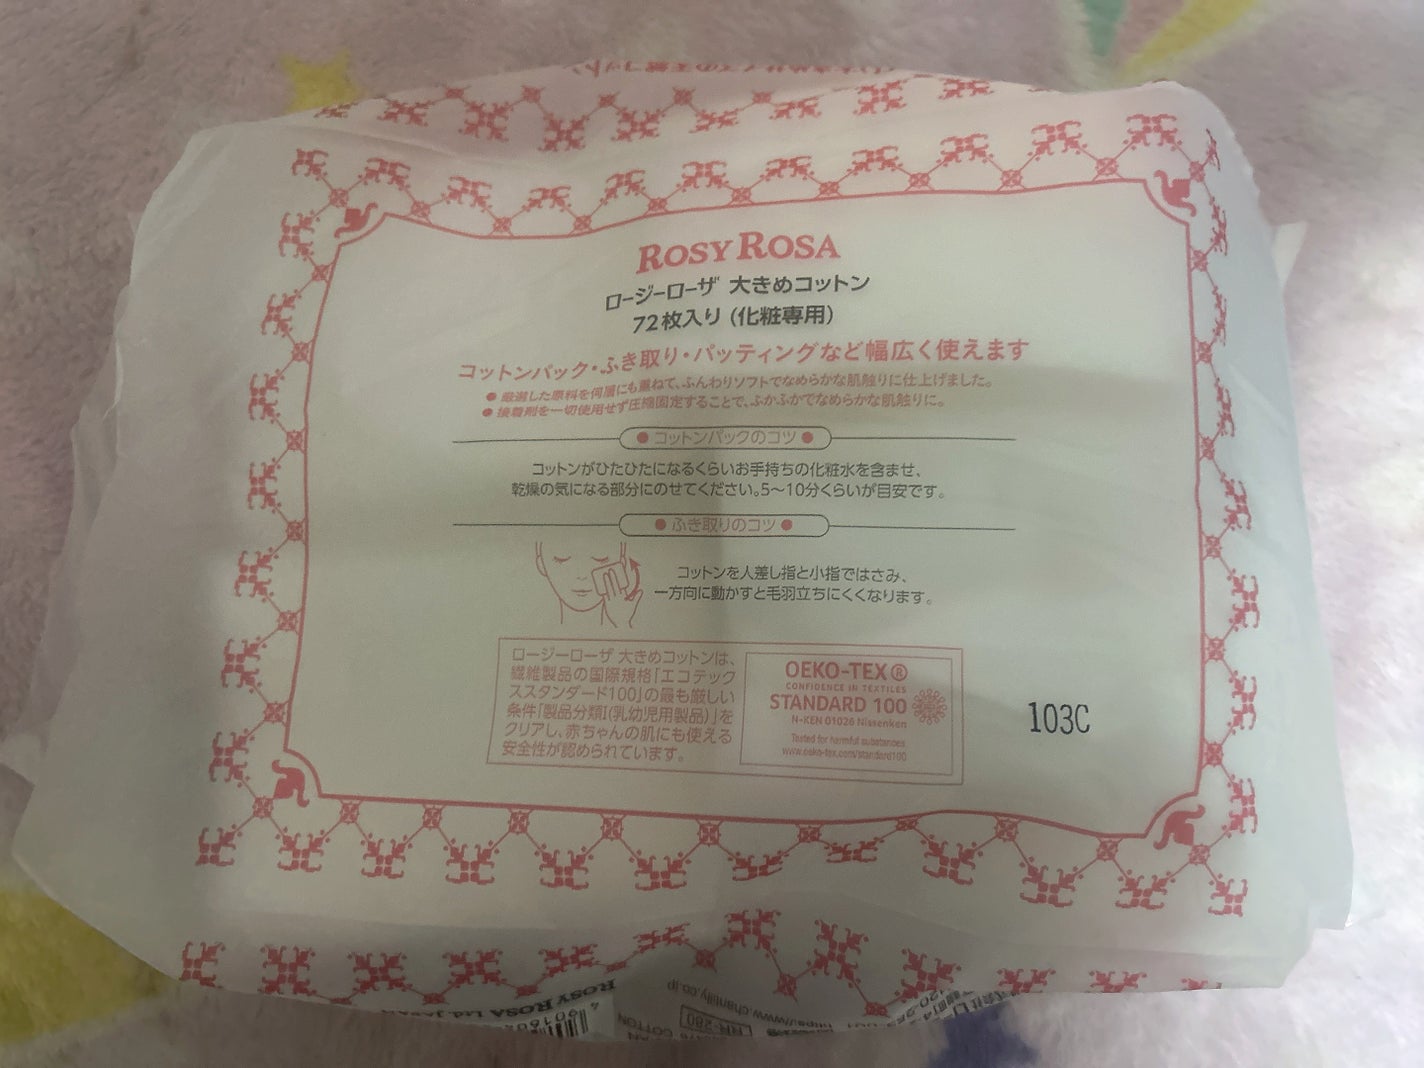 ROSY ROSA
ロージーローザ 大きめコットン
72枚入り(化粧専用)
コットンパック・ふき取り・パッティングなど幅広く使えます
● 厳選した原料を何層にも重ねて、ふんわりソフトでなめらかな肌触りに仕上げました。
● 接着剤を一切使用せず圧縮固定することで、ふかふかでなめらかな肌触りに。
● コットンパックのコツ ●
コットンがひたひたになるくらいお手持ちの化粧水を含ませ、
乾燥の気になる部分にのせてください。5〜10分くらいが目安です。
● ふき取りのコツ ●
コットンを人差し指と小指ではさみ、
一方向に動かすと毛羽立ちにくくなります。
ロージーローザ 大きめコットンは、
繊維製品の国際規格「エコテック
ススタンダード100」の最も厳しい
条件「製品分類I(乳幼児用製品)」を
クリアし、赤ちゃんの肌にも使える
安全性が認められています。
OEKO-TEX®
CONFIDENCE IN TEXTILES
STANDARD 100
N-KEN 01026 Nissenken
Tested for harmful substances
www.oeko-tex.com/standard100
103C
ROSY ROSA Ltd. JAPAN
https://www.chantilly.co.jp
RR-280
COTTON